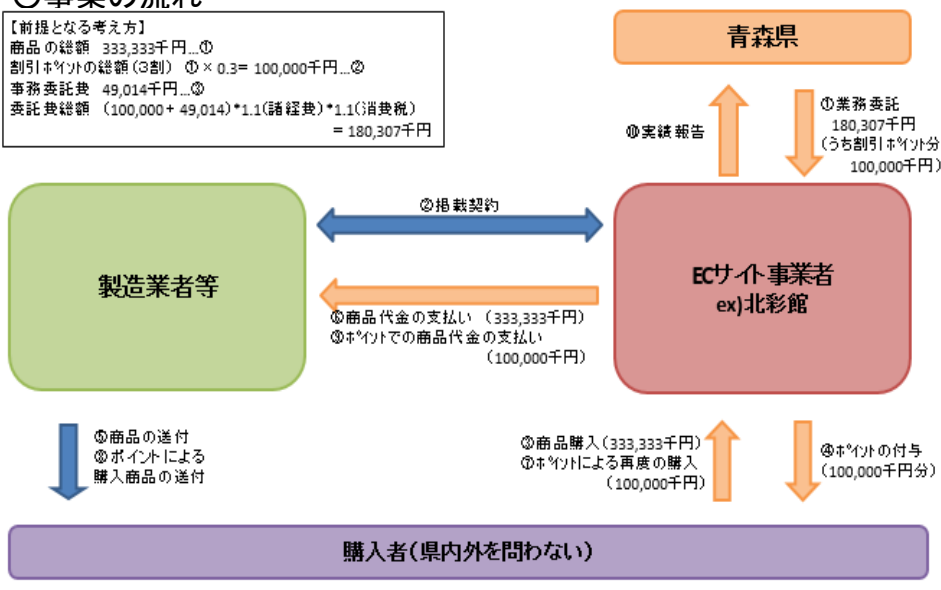 ○事業の流れ
【前提となる考え方】
商品の総額 333,333千円…①
割引ポイントの総額(3割) ①×0.3= 100,000千円…②
事務委託費 49,014千円…③
委託費総額 (100,000+ 49,014)*1.1(諸経費)*1.1(消費税)
= 180,307千円
青森県
⑩実績報告
①業務委託
180,307千円
(うち割引ポイント分
100,000千円)
②掲載契約
製造業者等
ECサイト事業者
ex)北彩館
⑥商品代金の支払い (333,333千円)
⑨ポイントでの商品代金の支払い
(100,000千円)
⑤商品の送付
⑧ポイントによる
購入商品の送付
③商品購入(333,333千円)
⑦ポイントによる再度の購入
(100,000千円)
④ポイントの付与
(100,000千円分)
購入者(県内外を問わない)